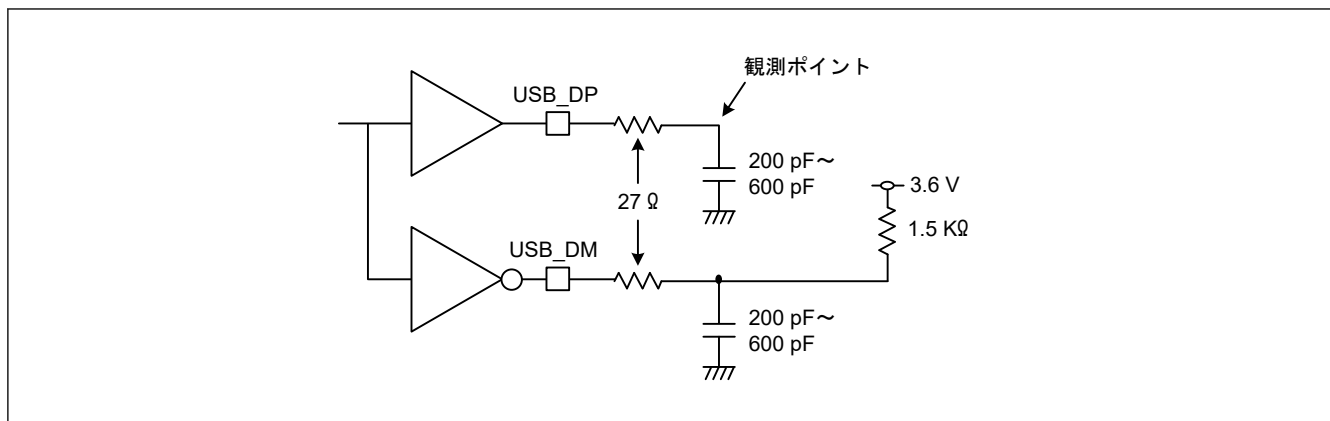 観測ポイント
USB_DP
200 pF～
600 pF
3.6 V
27 Ω
1.5 KΩ
USB_DM
200 pF～
600 pF